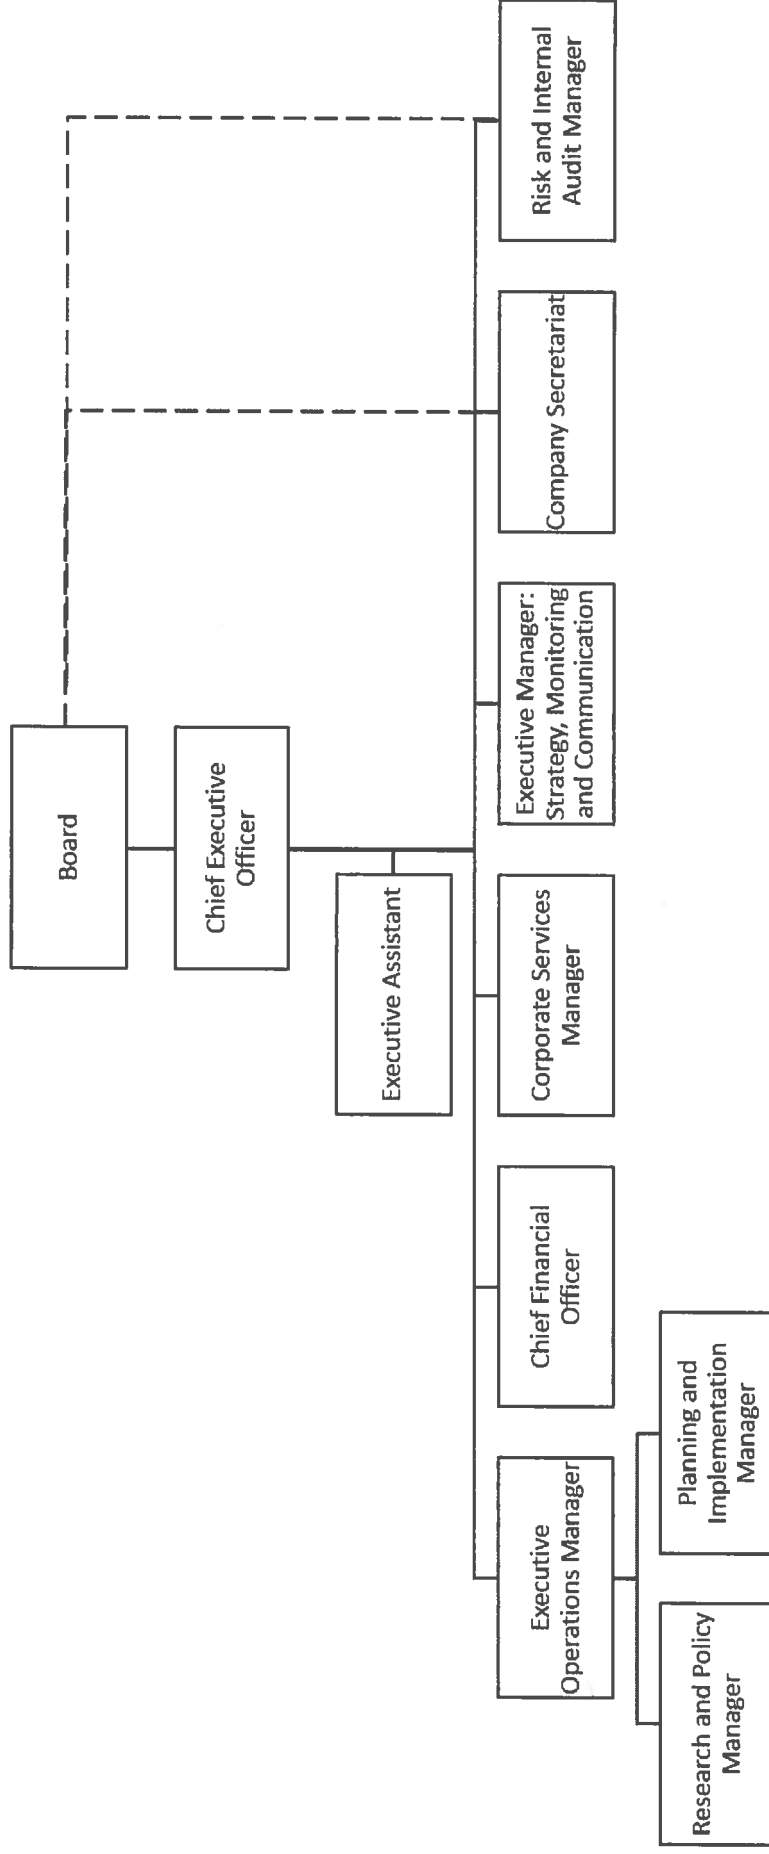 Board
Chief Executive
Officer
Executive Assistant
Executive
Operations Manager
Chief Financial
Officer
Corporate Services
Manager
Executive Manager:
Strategy, Monitoring
and Communication
Company Secretariat
Risk and Internal
Audit Manager
Research and Policy
Manager
Planning and
Implementation
Manager